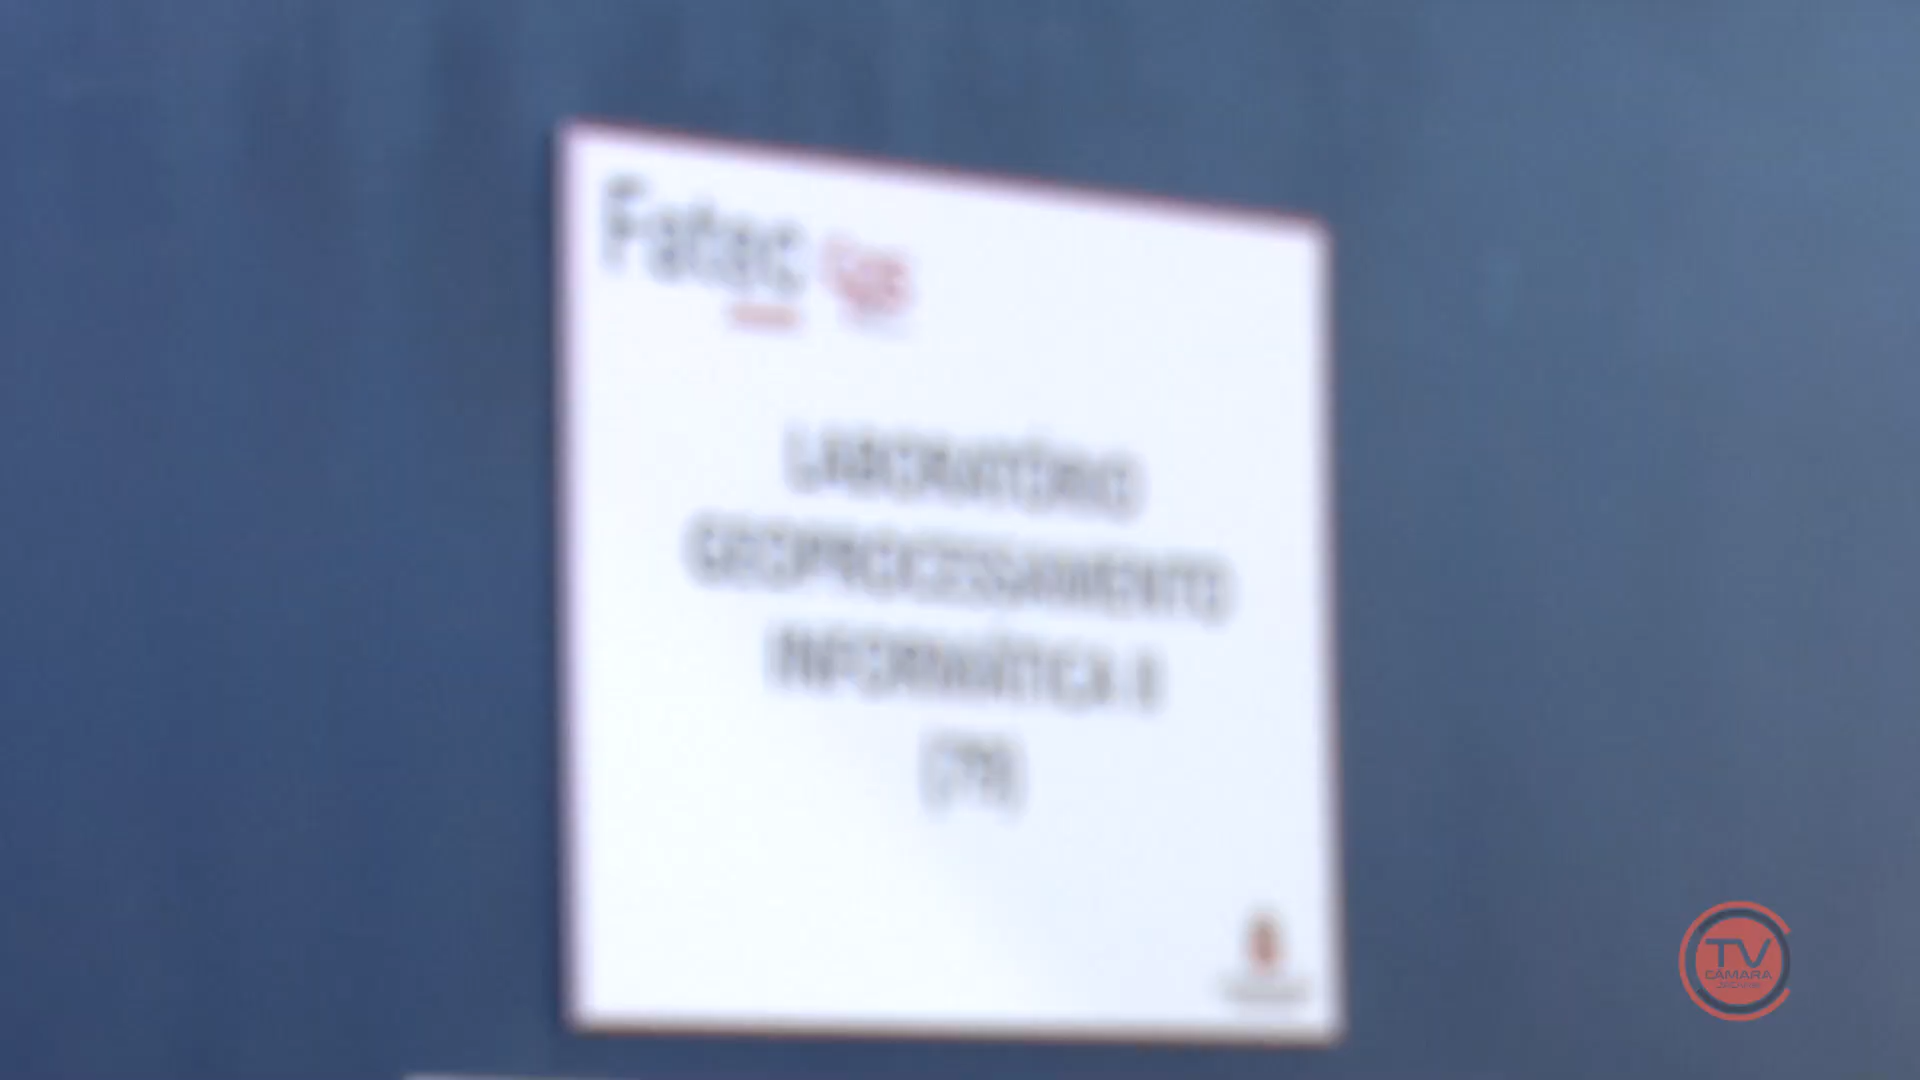 Fatec
LABORATÓRIO
GEOPROCESSAMENTO
INFORMÁTICA II
TV
CÂMARA